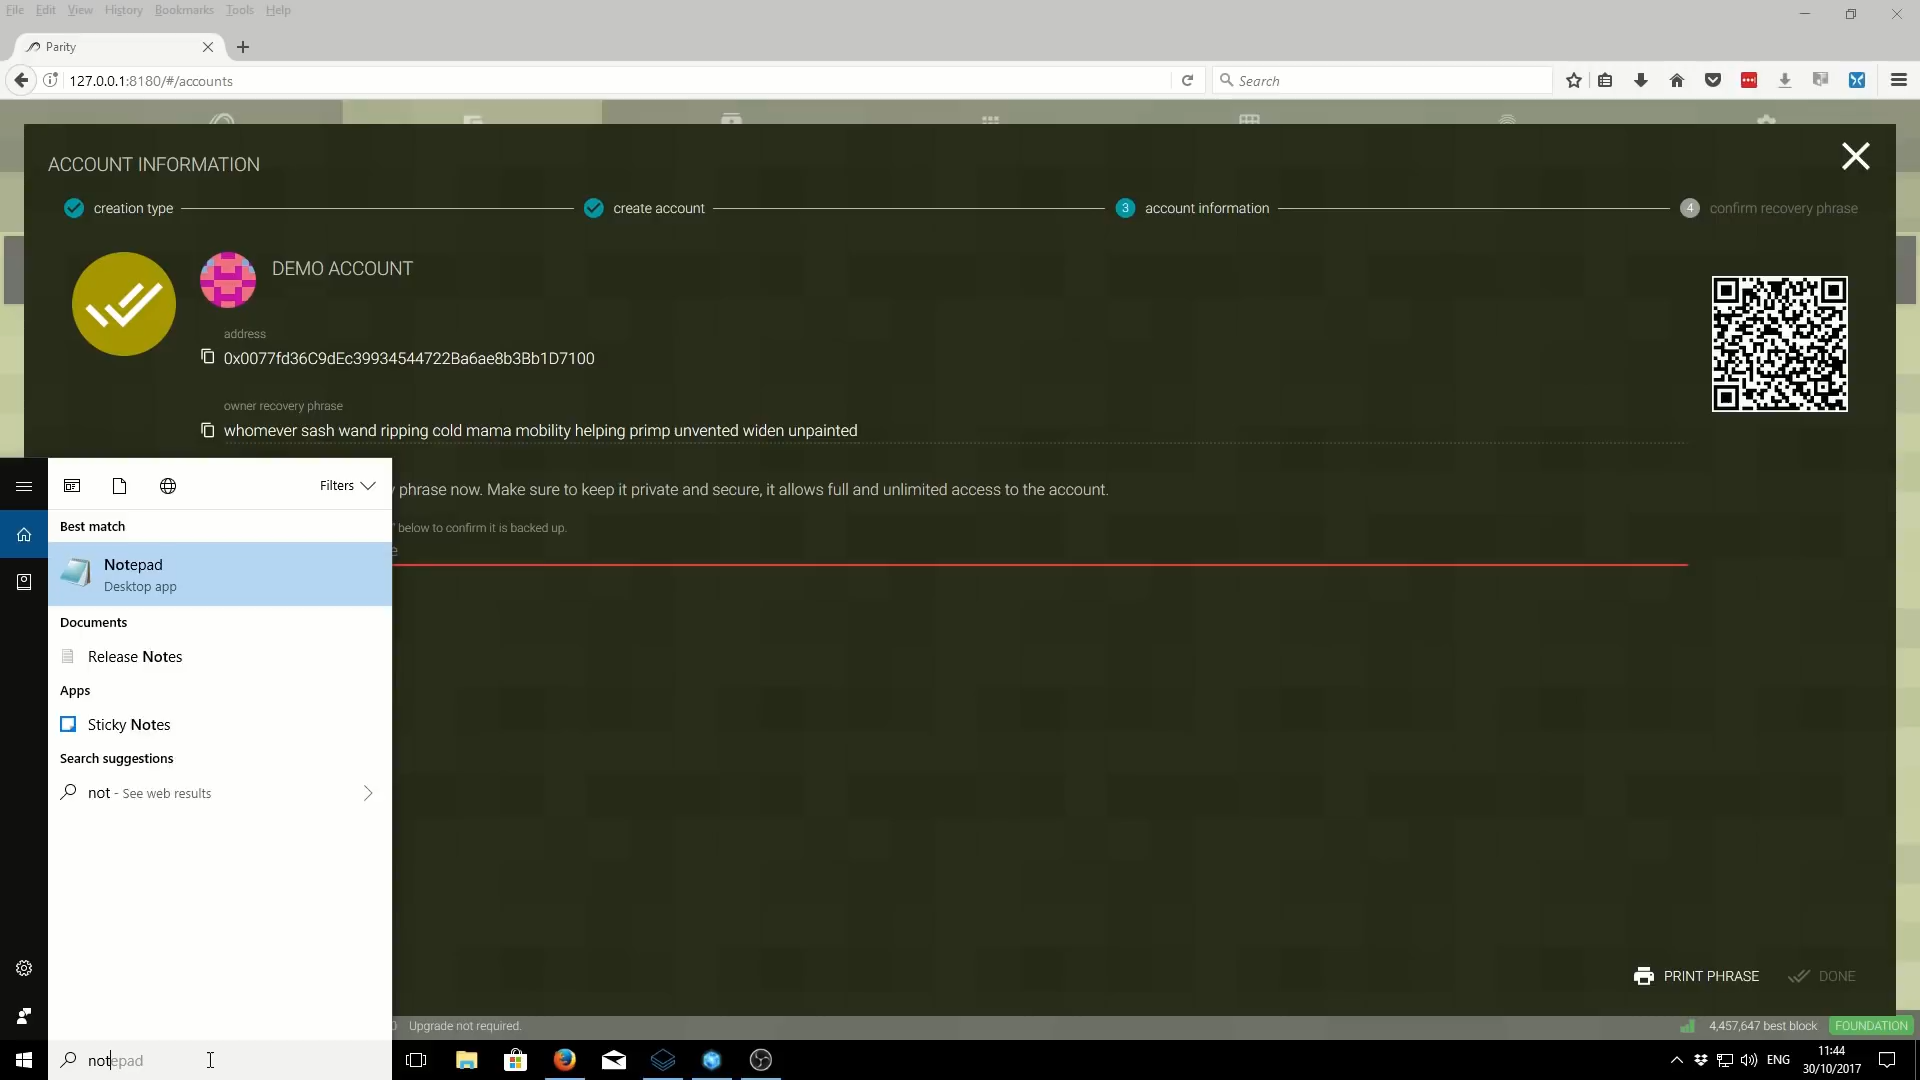 File Edit View History Bookmarks Tools Help
Parity
127.0.0.1:8180/#/accounts
Search
ACCOUNT INFORMATION
creation type
create account
3 account information
4 confirm recovery phrase
DEMO ACCOUNT
address
0x0077fd36C9dEc39934544722Ba6ae8b3Bb1D7100
owner recovery phrase
whomever sash wand ripping cold mama mobility helping primp unvented widen unpainted
Filters
phrase now. Make sure to keep it private and secure, it allows full and unlimited access to the account.
Best match
below to confirm it is backed up.
Notepad
Desktop app
Documents
Release Notes
Apps
Sticky Notes
Search suggestions
not - See web results
PRINT PHRASE
DONE
Upgrade not required.
4,457,647 best block
FOUNDATION
notepad
ENG
11:44
30/10/2017